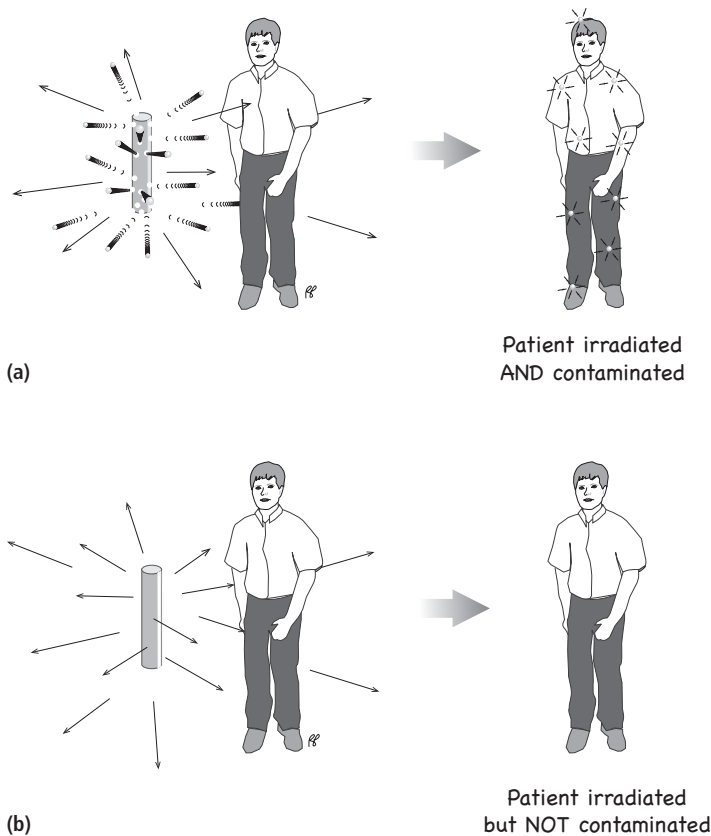 Patient irradiated
AND contaminated
(a)
Patient irradiated
but NOT contaminated
(b)